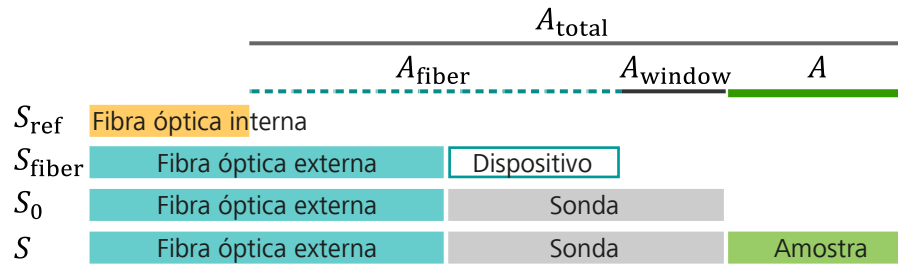 A_total
A_fiber A_window A
S_ref Fibra óptica interna
S_fiber Fibra óptica externa Dispositivo
S_0 Fibra óptica externa Sonda
S Fibra óptica externa Sonda Amostra